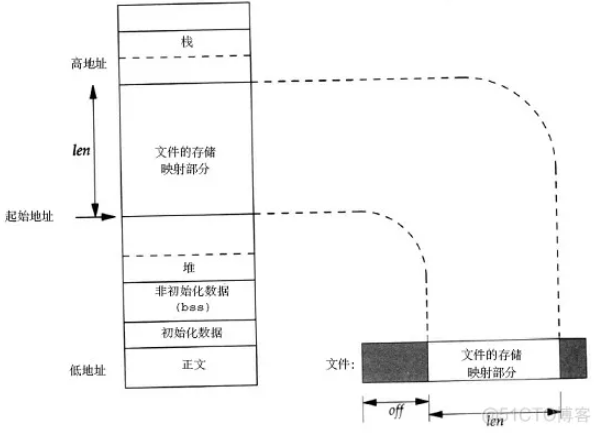 栈
高地址
len
文件的存储
映射部分
起始地址
堆
非初始化数据
(bss)
初始化数据
低地址
正文
文件:
文件的存储
映射部分
off
len
@51CTO博客